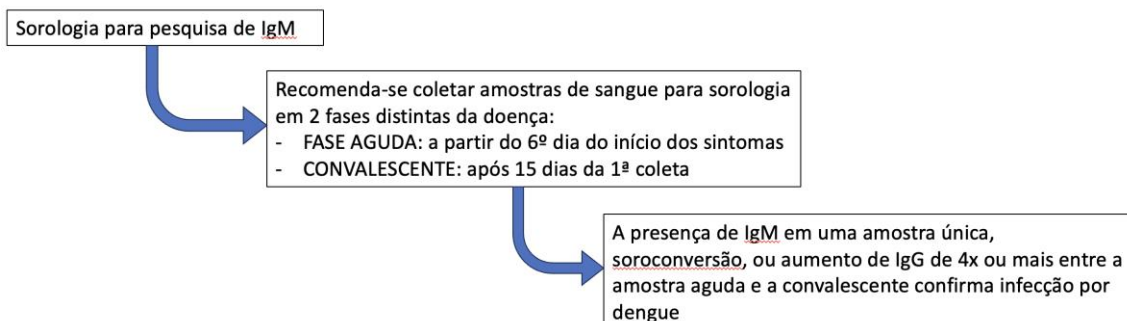 Sorologia para pesquisa de IgM
Recomenda-se coletar amostras de sangue para sorologia
em 2 fases distintas da doença:
- FASE AGUDA: a partir do 6º dia do início dos sintomas
- CONVALESCENTE: após 15 dias da 1ª coleta
A presença de IgM em uma amostra única,
soroconversão, ou aumento de IgG de 4x ou mais entre a
amostra aguda e a convalescente confirma infecção por
dengue